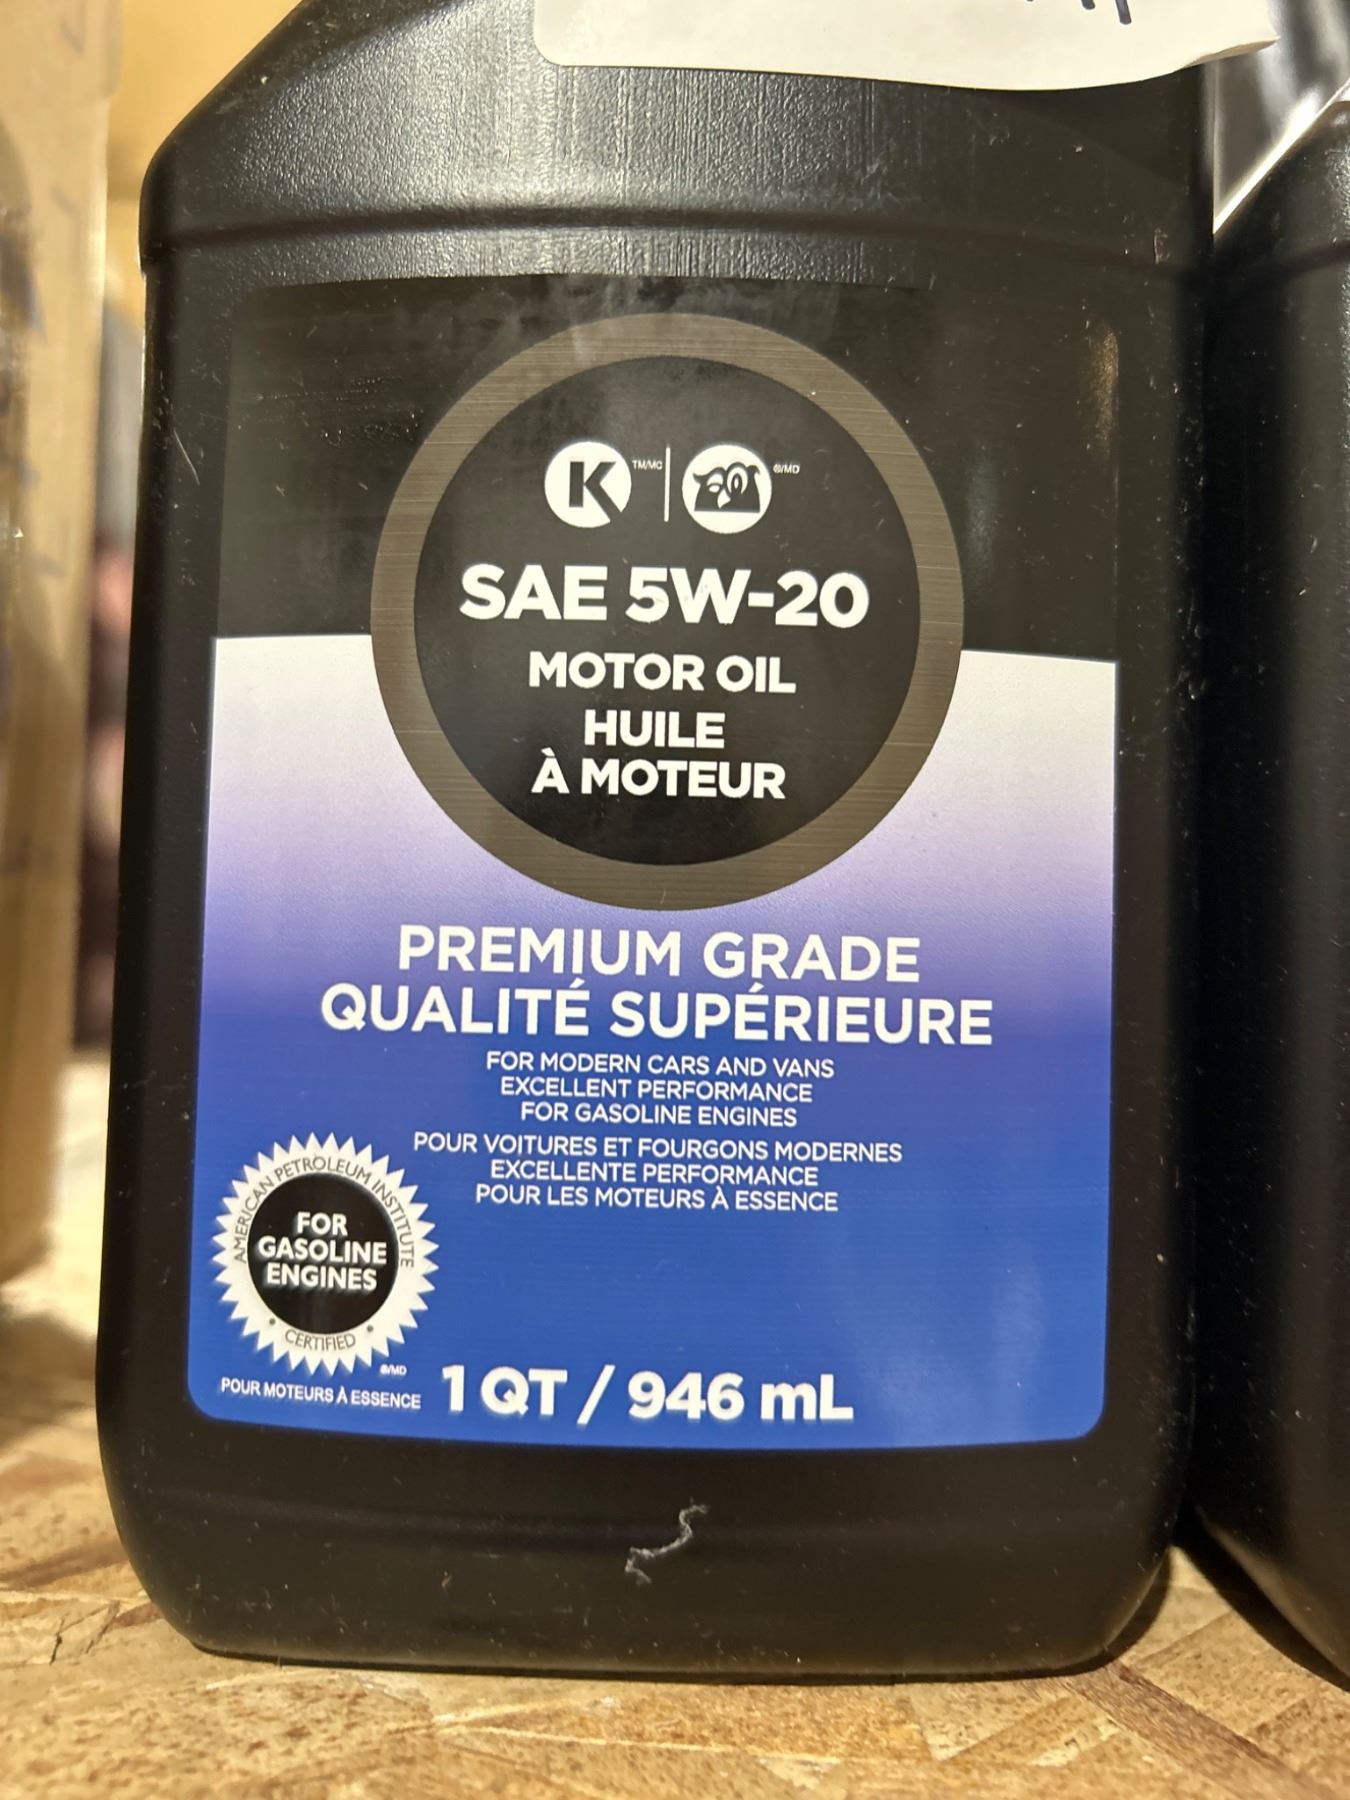 K TM/MC ®/MD
SAE 5W-20
MOTOR OIL
HUILE
À MOTEUR
PREMIUM GRADE
QUALITÉ SUPÉRIEURE
FOR MODERN CARS AND VANS
EXCELLENT PERFORMANCE
FOR GASOLINE ENGINES
POUR VOITURES ET FOURGONS MODERNES
EXCELLENTE PERFORMANCE
POUR LES MOTEURS À ESSENCE
AMERICAN PETROLEUM INSTITUTE
FOR
GASOLINE
ENGINES
• CERTIFIED •
®/MD
POUR MOTEURS À ESSENCE
1 QT / 946 mL